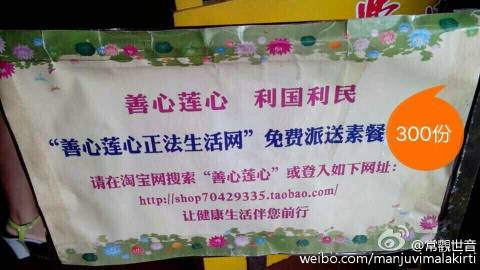 善心莲心 利国利民
“善心莲心正法生活网”免费派送素餐
300份
请在淘宝网搜索“善心莲心”或登入如下网址：
http://shop70429335.taobao.com/
让健康生活伴您前行
@常觀世音
weibo.com/manjuvimalakirti